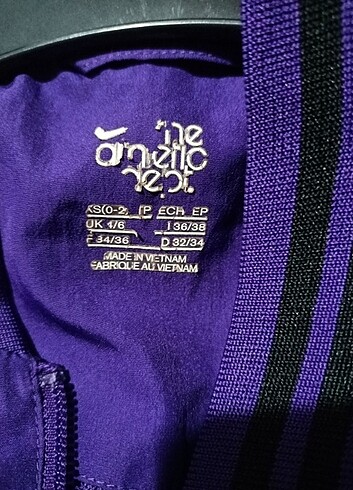 the
athletic
dept.
XS(0-2) (P ECH EP
UK 4/6 I 36/38
F 34/36 D 32/34
MADE IN VIETNAM
FABRIQUE AU VIETNAM